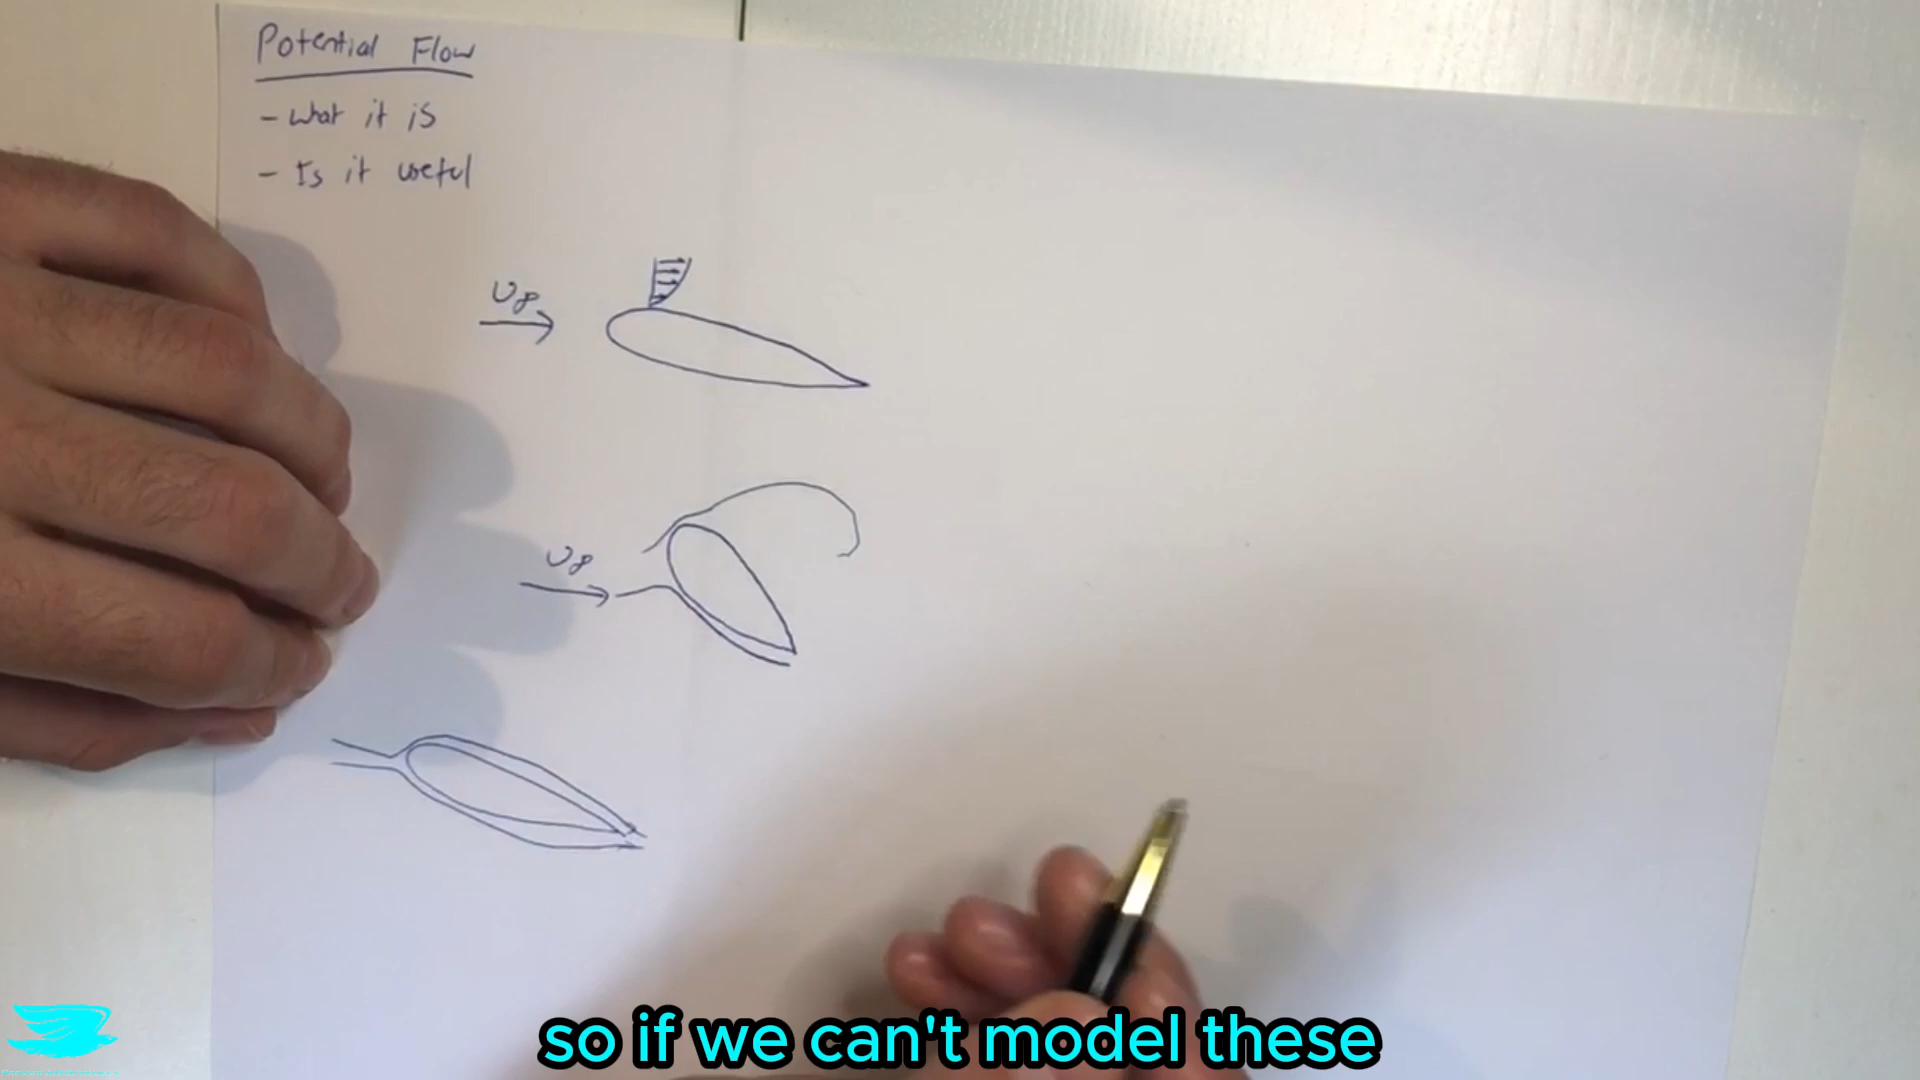 Potential Flow
- What it is
- Is it useful
U∞
U∞
so if we can't model these